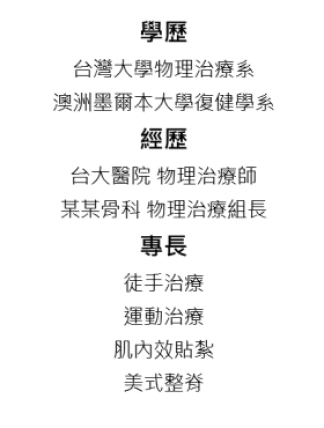 學歷
台灣大學物理治療系
澳洲墨爾本大學復健學系
經歷
台大醫院 物理治療師
某某骨科 物理治療組長
專長
徒手治療
運動治療
肌內效貼紮
美式整脊